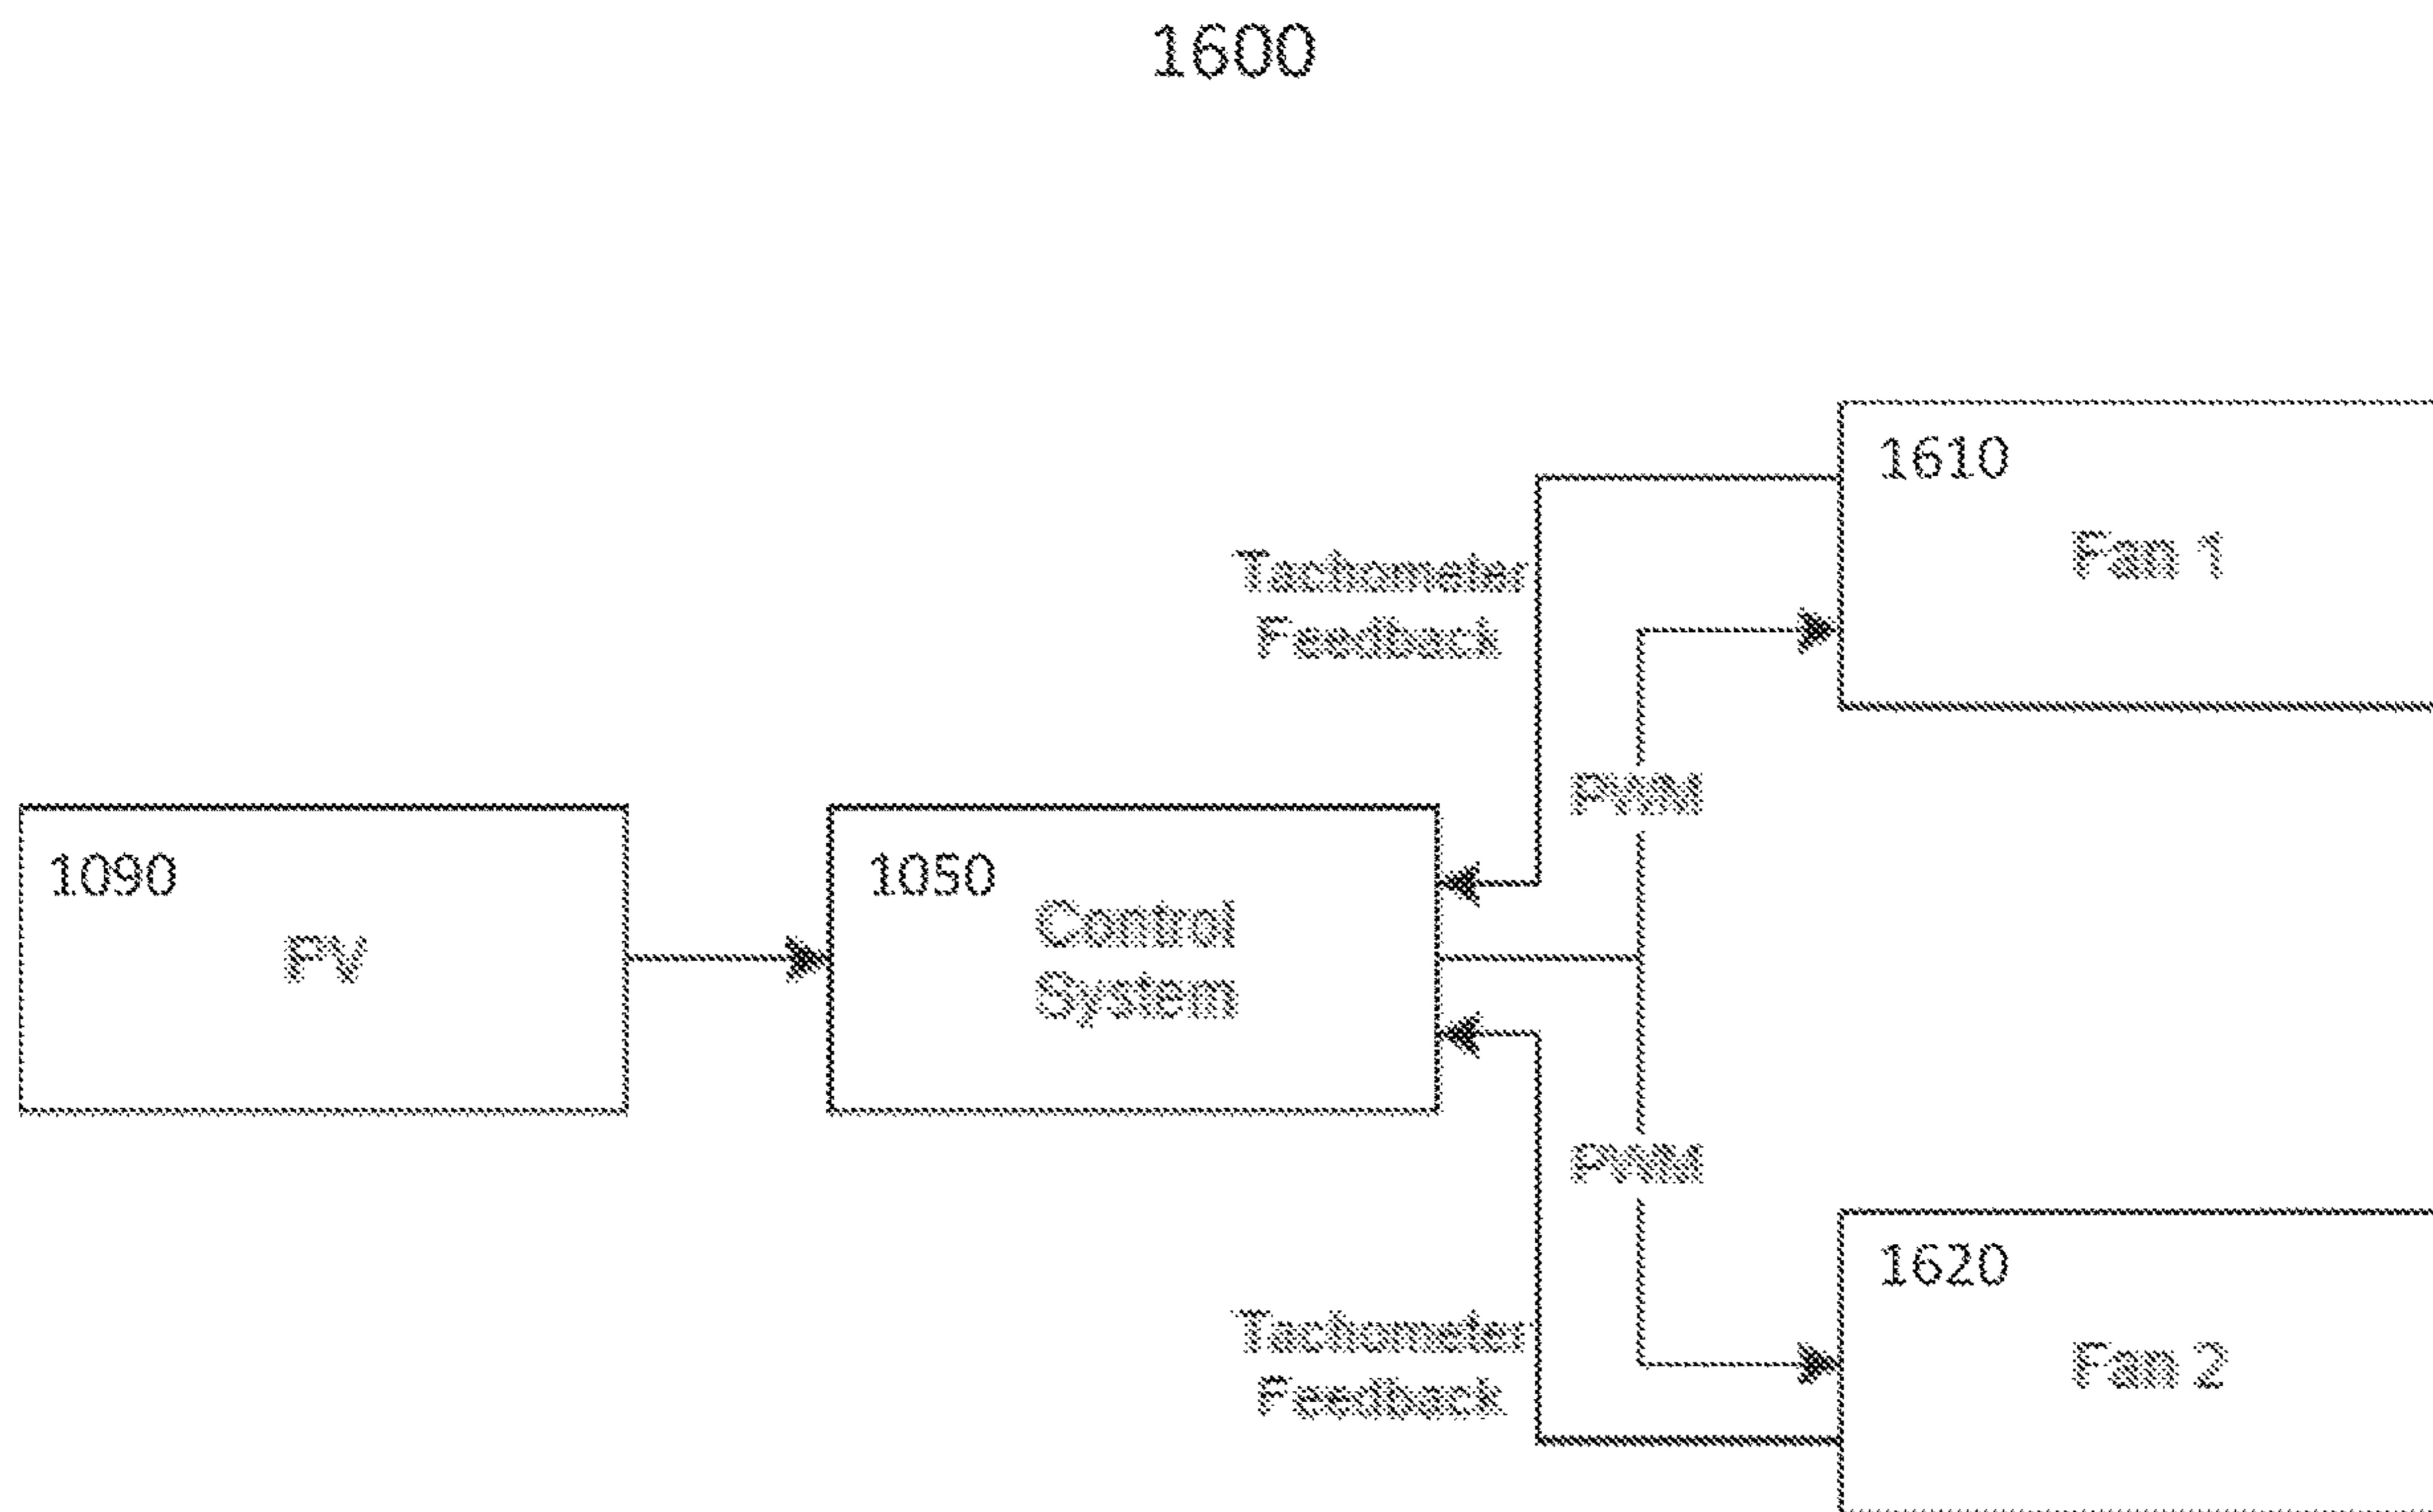 1600
1610
Fan 1
Tachometer
Feedback
PWM
1090
PV
1050
Control
System
PWM
1620
Fan 2
Tachometer
Feedback